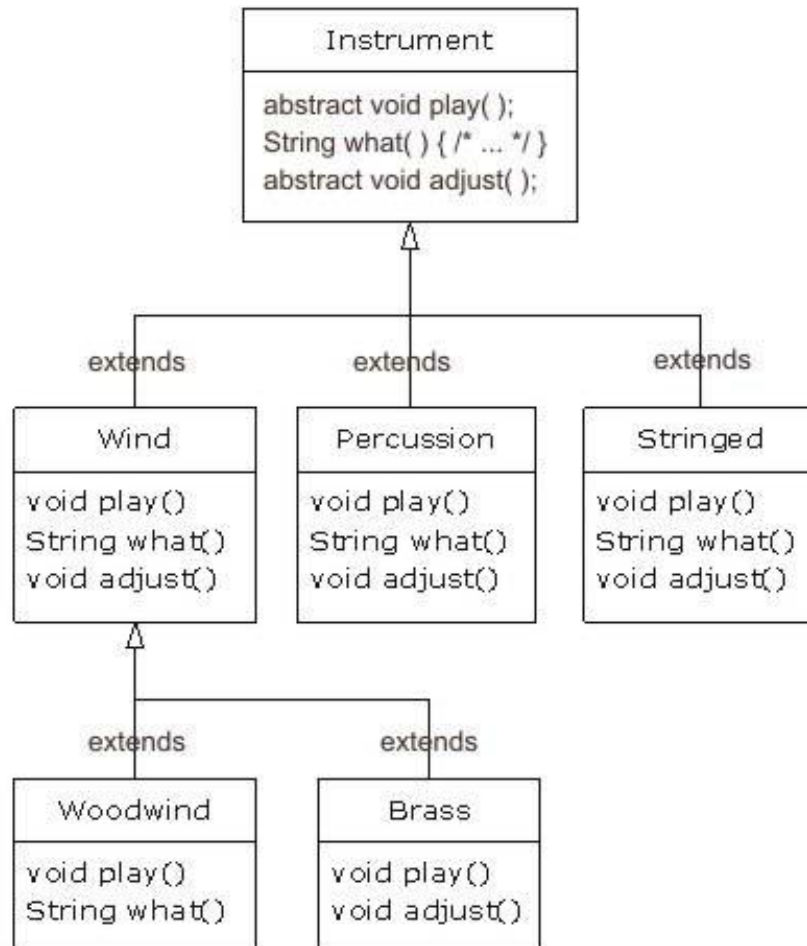 Instrument
abstract void play( );
String what( ) { /* ... */ }
abstract void adjust( );
extends
extends
extends
Wind
void play()
String what()
void adjust()
Percussion
void play()
String what()
void adjust()
Stringed
void play()
String what()
void adjust()
extends
extends
Woodwind
void play()
String what()
Brass
void play()
void adjust()